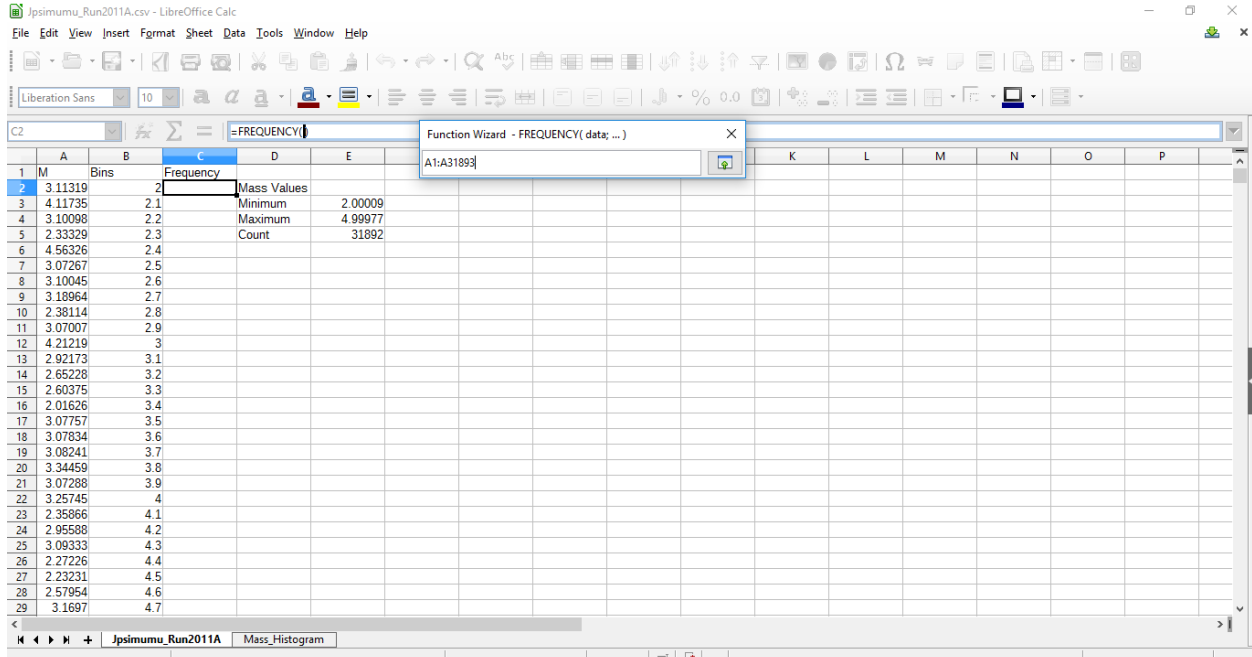 Jpsimumu_Run2011A.csv - LibreOffice Calc
File Edit View Insert Format Sheet Data Tools Window Help
Liberation Sans 10
C2 =FREQUENCY() Function Wizard - FREQUENCY( data; ... )
A1:A31893
A B C D E K L M N O P
1 M Bins Frequency
2 3.11319 2 Mass Values
3 4.11735 2.1 Minimum 2.00009
4 3.10098 2.2 Maximum 4.99977
5 2.33329 2.3 Count 31892
6 4.56326 2.4
7 3.07267 2.5
8 3.10045 2.6
9 3.18964 2.7
10 2.38114 2.8
11 3.07007 2.9
12 4.21219 3
13 2.92173 3.1
14 2.65228 3.2
15 2.60375 3.3
16 2.01626 3.4
17 3.07757 3.5
18 3.07834 3.6
19 3.08241 3.7
20 3.34459 3.8
21 3.07288 3.9
22 3.25745 4
23 2.35866 4.1
24 2.95588 4.2
25 3.09333 4.3
26 2.27226 4.4
27 2.23231 4.5
28 2.57954 4.6
29 3.1697 4.7
Jpsimumu_Run2011A Mass_Histogram